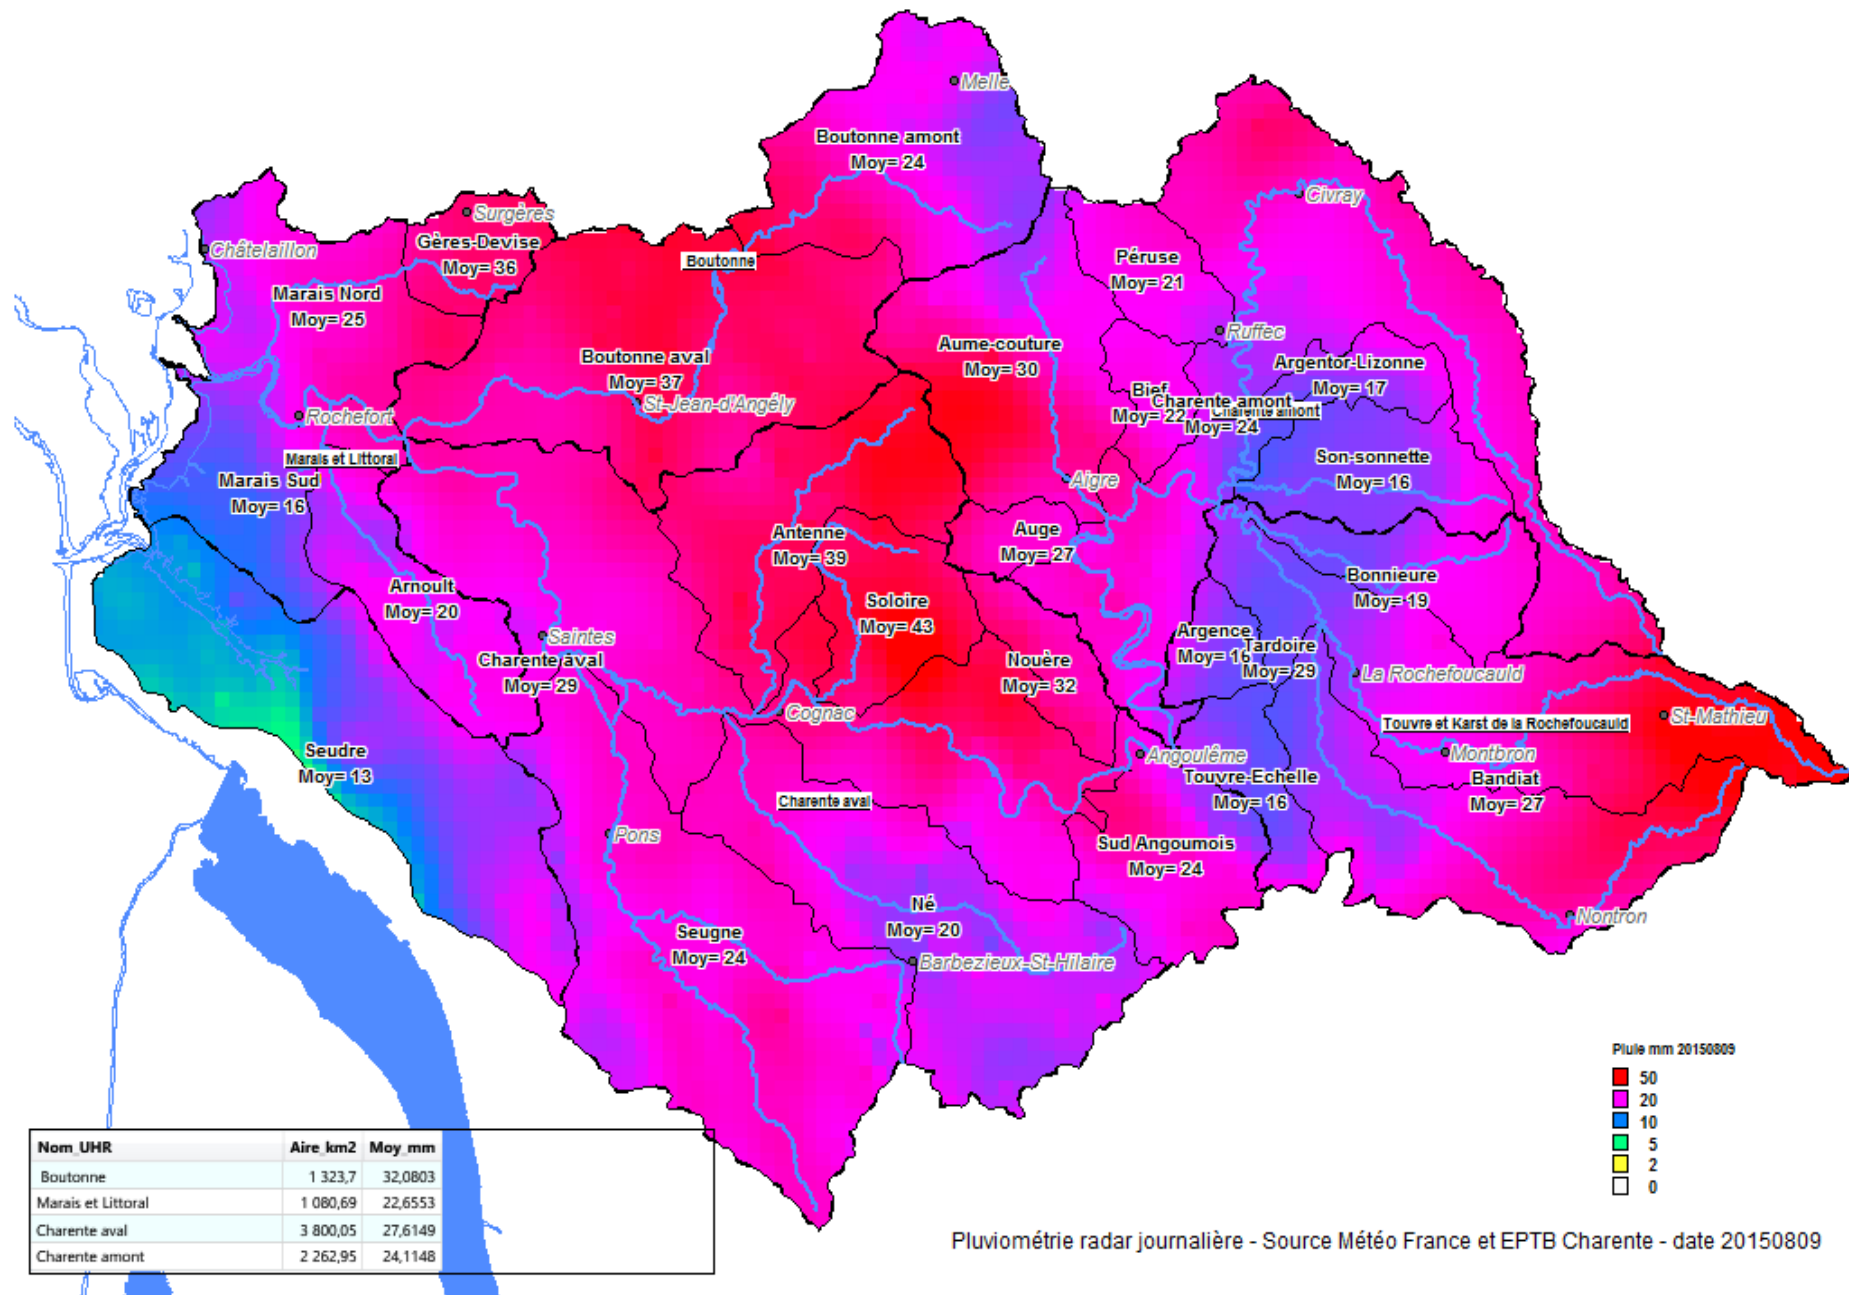 Melle
Boutonne amont
Moy= 24
Civray
Surgères
Gères-Devise
Moy= 36
Châtelaillon
Boutonne
Péruse
Moy= 21
Marais Nord
Moy= 25
Ruffec
Aume-couture
Moy= 30
Boutonne aval
Moy= 37
Argentor-Lizonne
Moy= 17
Bief
Moy= 22
Charente amont
Moy= 24
Charente amont
St-Jean-d'Angély
Rochefort
Marais et Littoral
Son-sonnette
Moy= 16
Marais Sud
Moy= 16
Aigre
Antenne
Moy= 39
Auge
Moy= 27
Bonnieure
Moy= 19
Arnoult
Moy= 20
Soloire
Moy= 43
Saintes
Argence
Moy= 16
Tardoire
Moy= 29
Charente aval
Moy= 29
Nouère
Moy= 32
La Rochefoucauld
Cognac
St-Mathieu
Touvre et Karst de la Rochefoucauld
Seudre
Moy= 13
Angoulême
Montbron
Touvre-Echelle
Moy= 16
Bandiat
Moy= 27
Charente aval
Pons
Sud Angoumois
Moy= 24
Né
Moy= 20
Nontron
Seugne
Moy= 24
Barbezieux-St-Hilaire
Pluie mm 20150809
50
20
10
5
2
0
Nom_UHR Aire_km2 Moy_mm
Boutonne 1 323,7 32,0803
Marais et Littoral 1 080,69 22,6553
Charente aval 3 800,05 27,6149
Charente amont 2 262,95 24,1148
Pluviométrie radar journalière - Source Météo France et EPTB Charente - date 20150809